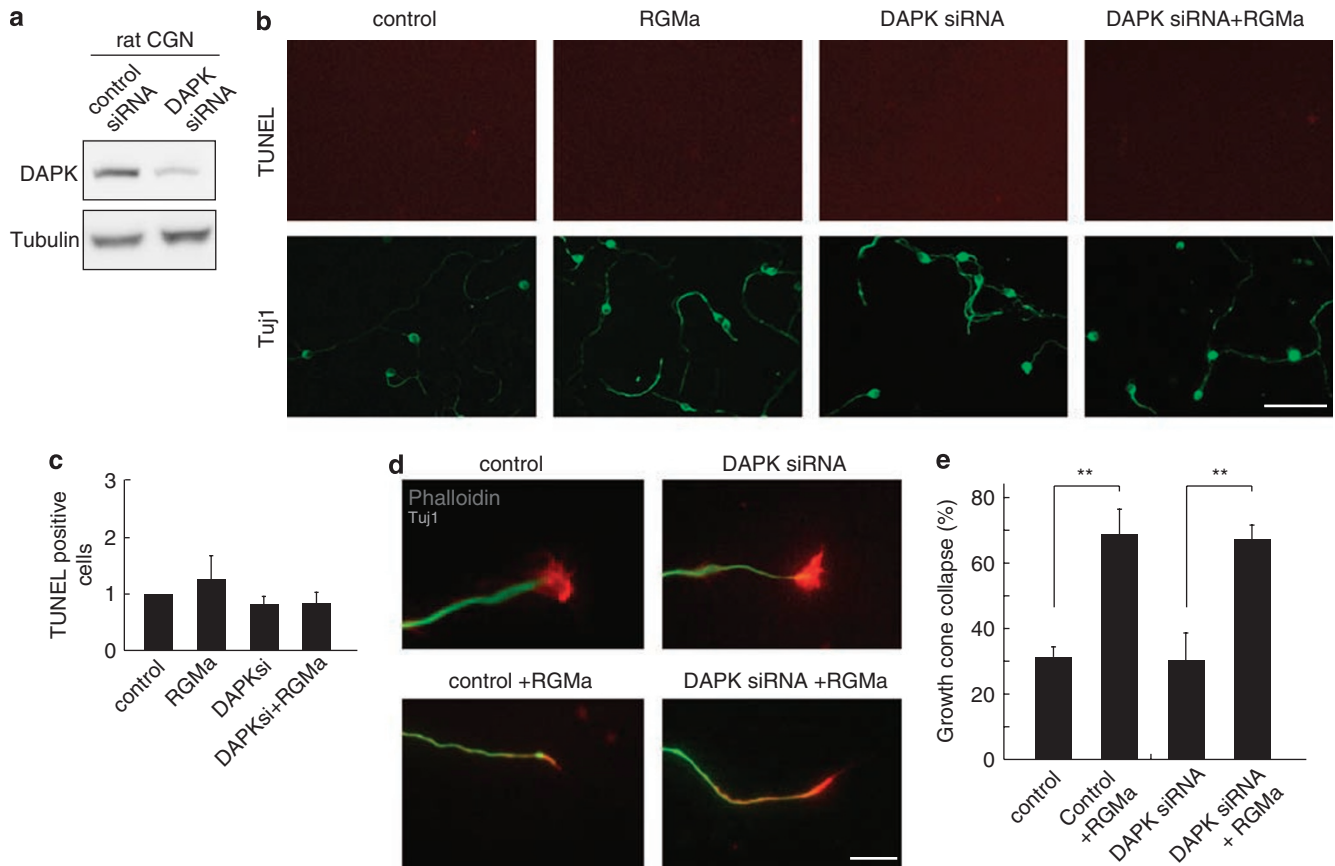 a
rat CGN
control siRNA
DAPK siRNA
DAPK
Tubulin
b
control
RGMa
DAPK siRNA
DAPK siRNA+RGMa
TUNEL
Tuj1
c
TUNEL positive cells
3
2
1
0
control
RGMa
DAPKsi
DAPKsi+RGMa
d
control
DAPK siRNA
Phalloidin
Tuj1
control +RGMa
DAPK siRNA +RGMa
e
Growth cone collapse (%)
80
60
40
20
0
**
**
control
Control +RGMa
DAPK siRNA
DAPK siRNA + RGMa